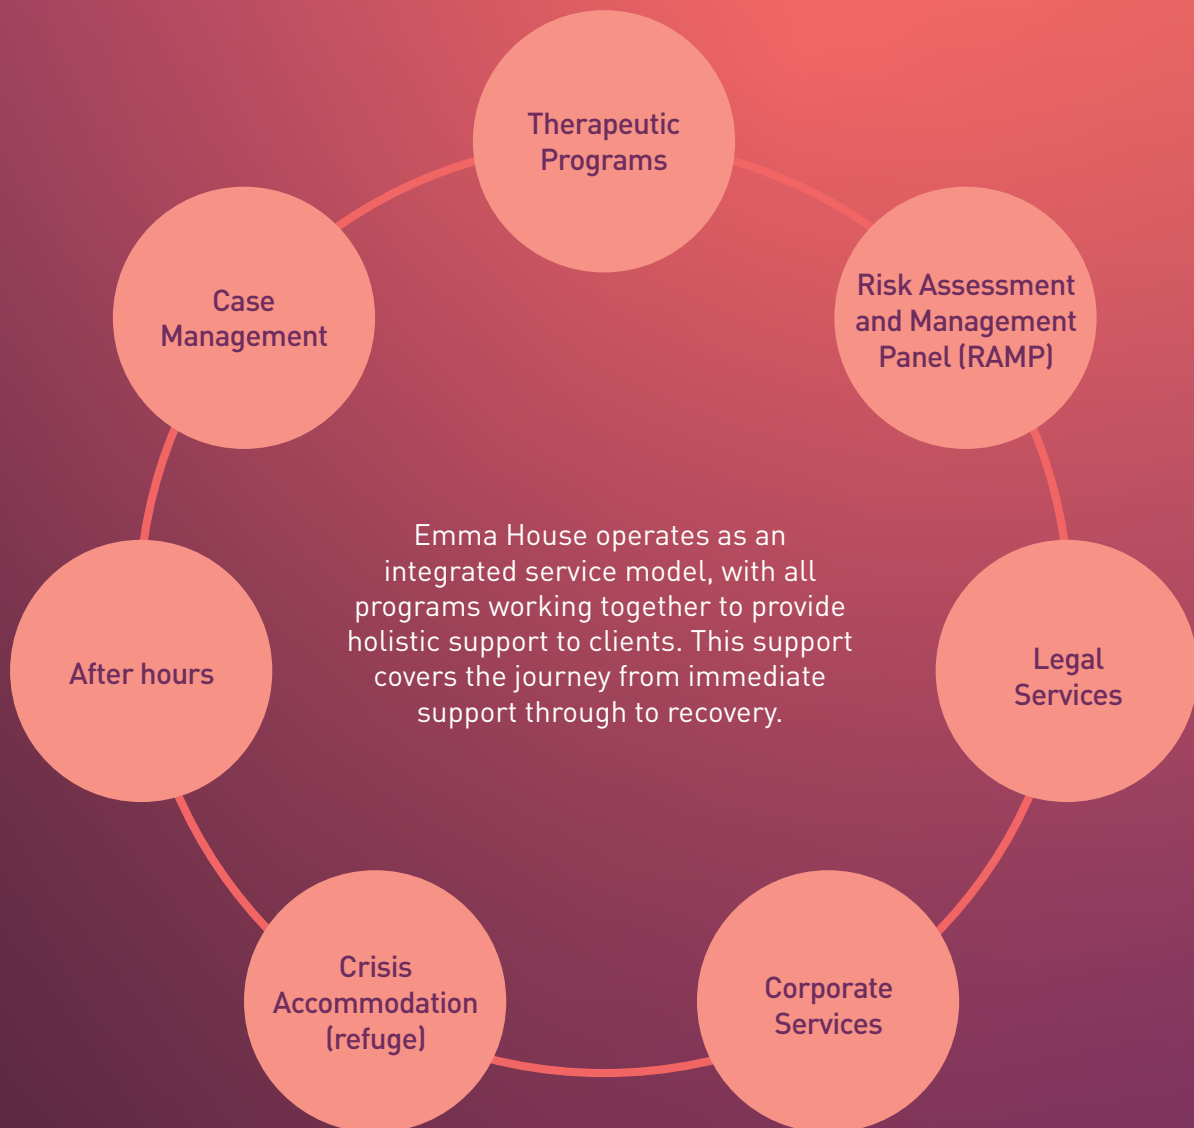 Therapeutic
Programs
Risk Assessment
and Management
Panel (RAMP)
Case
Management
Emma House operates as an
integrated service model, with all
programs working together to provide
holistic support to clients. This support
covers the journey from immediate
support through to recovery.
After hours
Legal
Services
Crisis
Accommodation
(refuge)
Corporate
Services